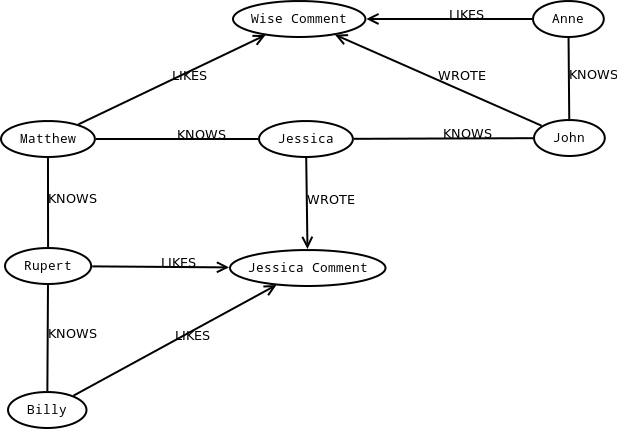 Wise Comment
LIKES
Anne
LIKES
WROTE
KNOWS
Matthew
KNOWS
Jessica
KNOWS
John
KNOWS
WROTE
Rupert
LIKES
Jessica Comment
KNOWS
LIKES
Billy